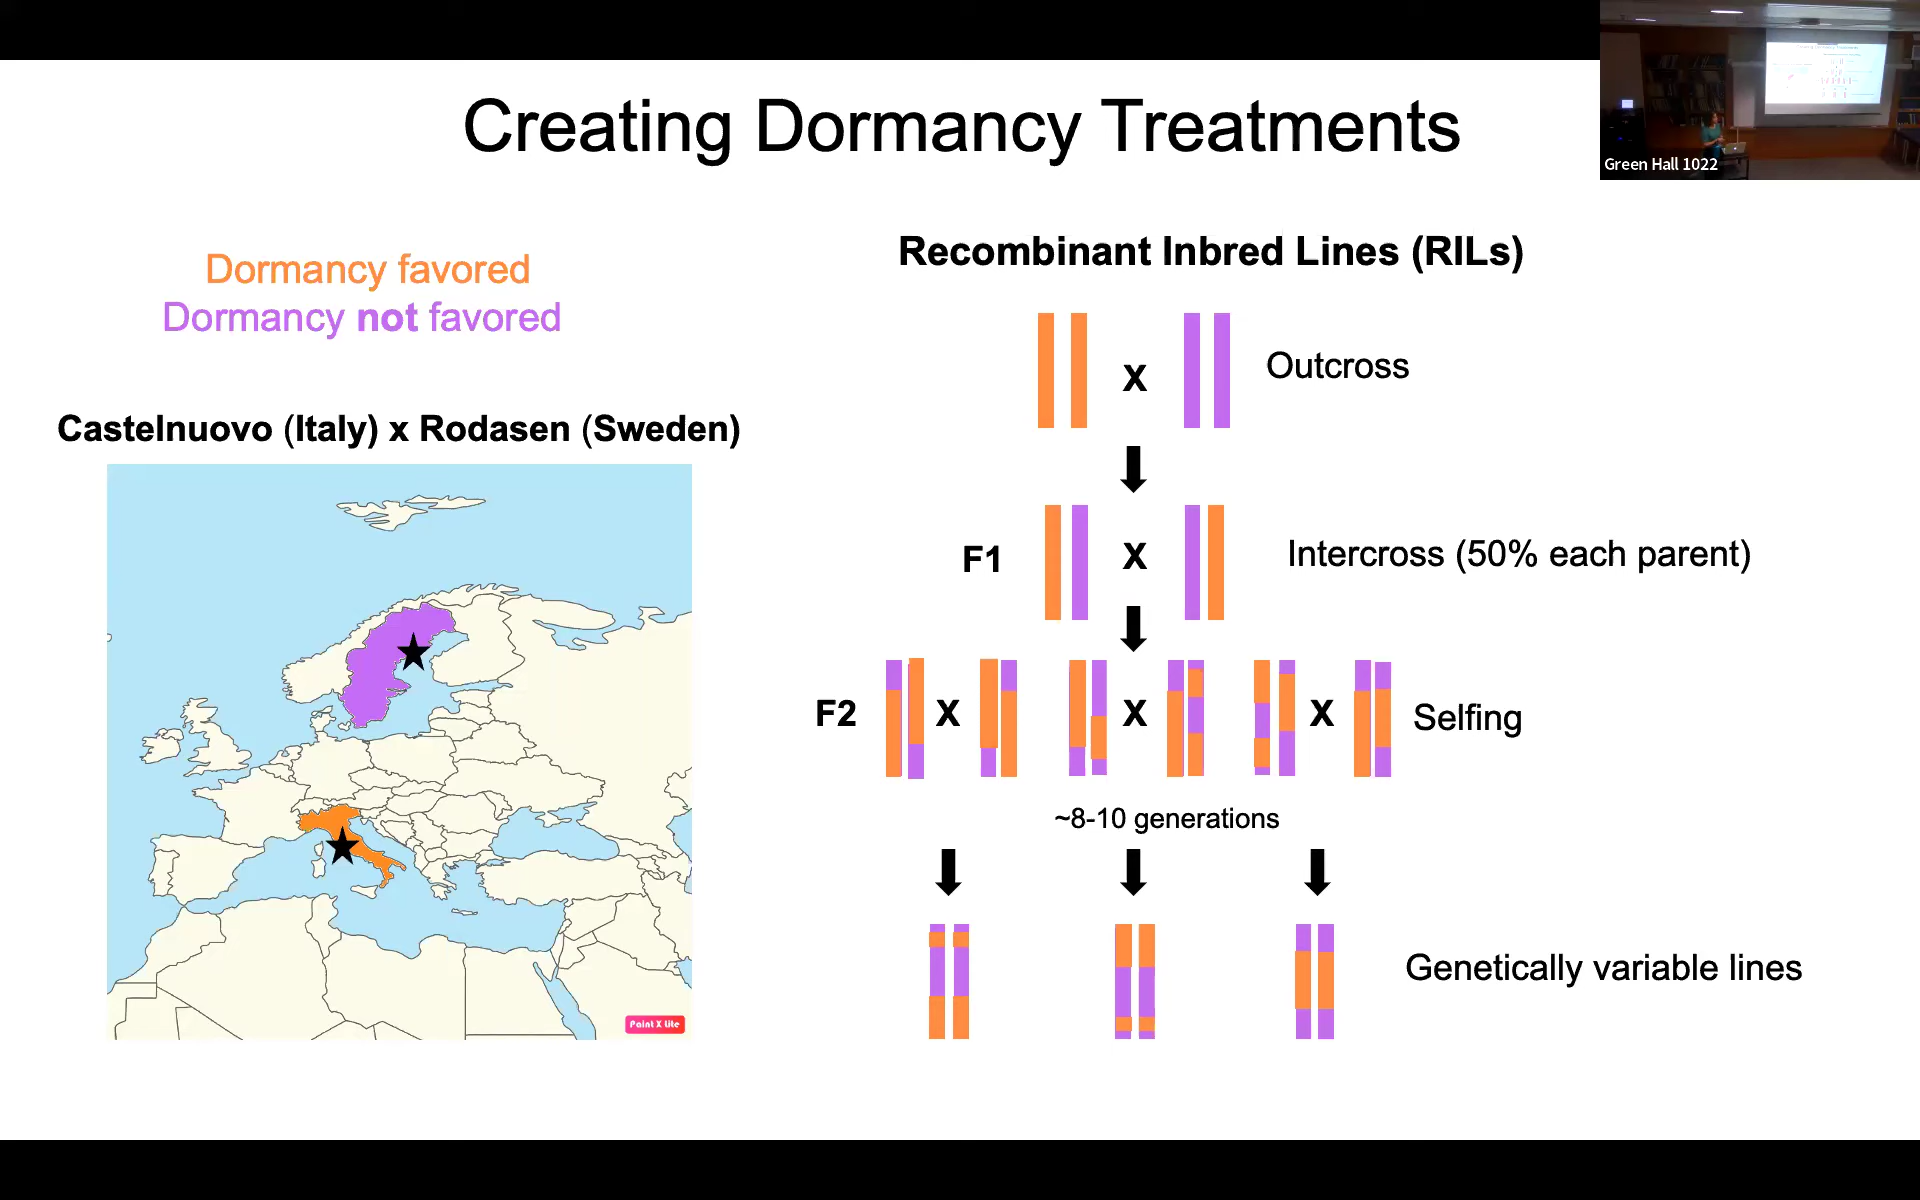 Creating Dormancy Treatments
Green Hall 1022
Dormancy favored
Dormancy not favored
Castelnuovo (Italy) x Rodasen (Sweden)
Paint X Lite
Recombinant Inbred Lines (RILs)
X Outcross
F1 X Intercross (50% each parent)
F2 X X X Selfing
~8-10 generations
Genetically variable lines